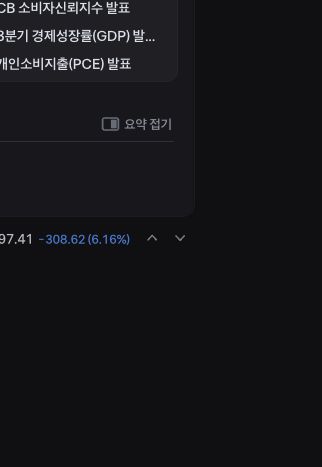 CB 소비자신뢰지수 발표
3분기 경제성장률(GDP) 발...
개인소비지출(PCE) 발표
요약 접기
97.41 -308.62 (6.16%)